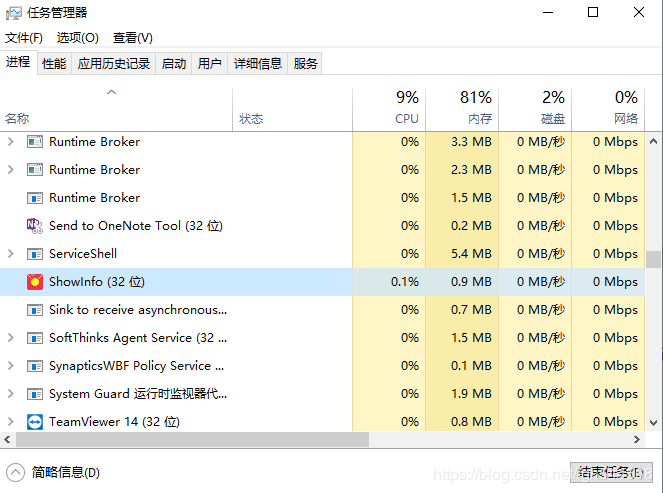 任务管理器
文件(F) 选项(O) 查看(V)
进程 性能 应用历史记录 启动 用户 详细信息 服务
9% 81% 2% 0%
名称 状态 CPU 内存 磁盘 网络
Runtime Broker 0% 3.3 MB 0 MB/秒 0 Mbps
Runtime Broker 0% 2.3 MB 0 MB/秒 0 Mbps
Runtime Broker 0% 1.5 MB 0 MB/秒 0 Mbps
Send to OneNote Tool (32 位) 0% 0.2 MB 0 MB/秒 0 Mbps
ServiceShell 0% 5.4 MB 0 MB/秒 0 Mbps
ShowInfo (32 位) 0.1% 0.9 MB 0 MB/秒 0 Mbps
Sink to receive asynchronous... 0% 0.7 MB 0 MB/秒 0 Mbps
SoftThinks Agent Service (32 ... 0% 1.5 MB 0 MB/秒 0 Mbps
SynapticsWBF Policy Service ... 0% 0.1 MB 0 MB/秒 0 Mbps
System Guard 运行时监视器代... 0% 1.9 MB 0 MB/秒 0 Mbps
TeamViewer 14 (32 位) 0% 0.8 MB 0 MB/秒 0 Mbps
简略信息(D) 结束任务(E)